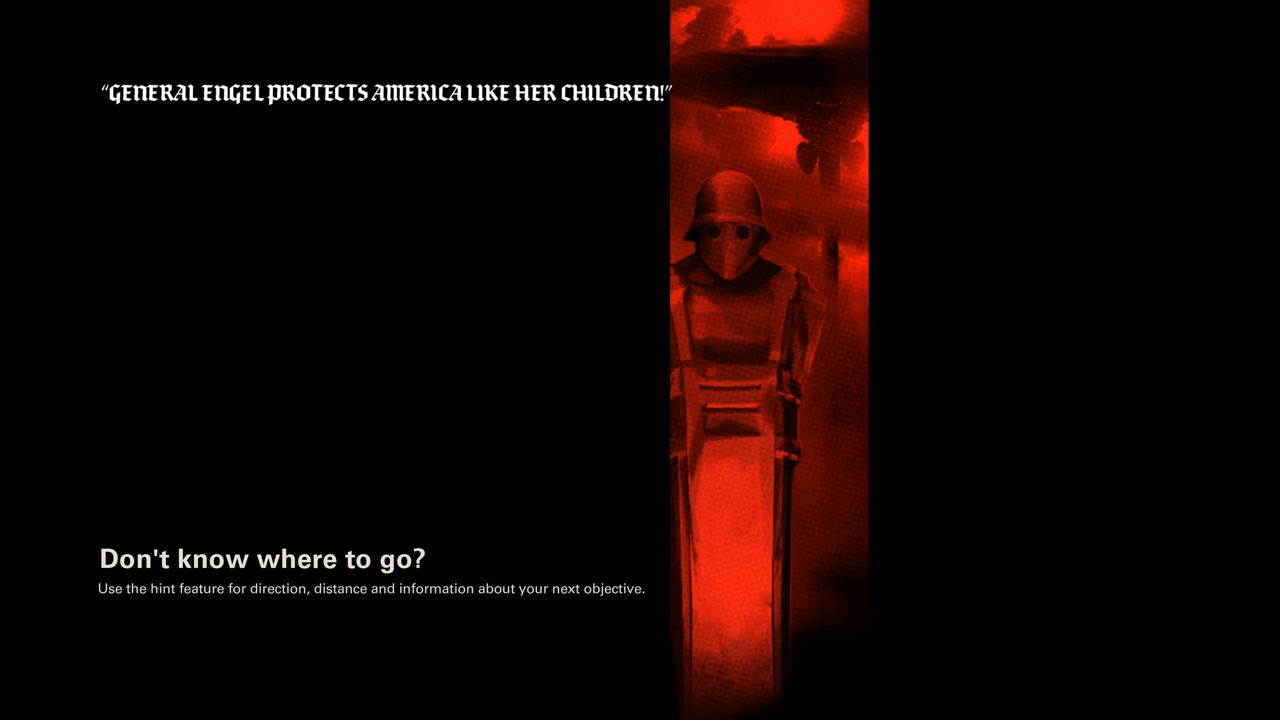 “GENERAL ENGEL PROTECTS AMERICA LIKE HER CHILDREN!”
Don't know where to go?
Use the hint feature for direction, distance and information about your next objective.